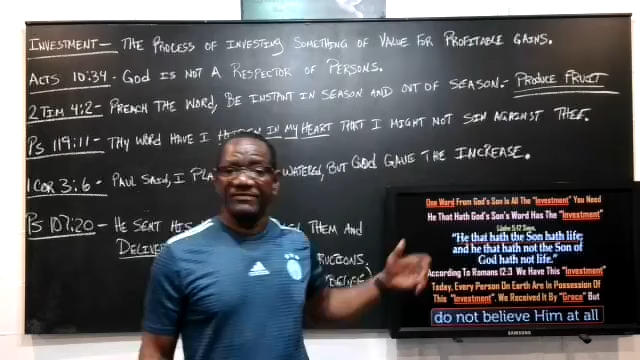 INVESTMENT - THE PROCESS OF INVESTING SOMETHING OF VALUE FOR PROFITABLE GAINS.
ACTS 10:34 - GOD IS NOT A RESPECTOR OF PERSONS.
2 TIM 4:2 - PREACH THE WORD, BE INSTANT IN SEASON AND OUT OF SEASON. - PRODUCE FRUIT
PS 119:11 - THY WORD HAVE I HIDDEN IN MY HEART THAT I MIGHT NOT SIN AGAINST THEE.
1 COR 3:6 - PAUL SAID, I WATERED, BUT GOD GAVE THE INCREASE.
PS 107:20 - HE SENT HIS THEM AND
adidas
One Word From God's Son Is All The "Investment" You Need
He That Hath God's Son's Word Has The "Investment"
1John 5:12 Says,
"He that hath the Son hath life;
and he that hath not the Son of
God hath not life."
According To Romans 12:3 We Have This "Investment"
Today, Every Person On Earth Are In Possession Of
This "Investment". We Received It By "Grace" But
do not believe Him at all
SAMSUNG